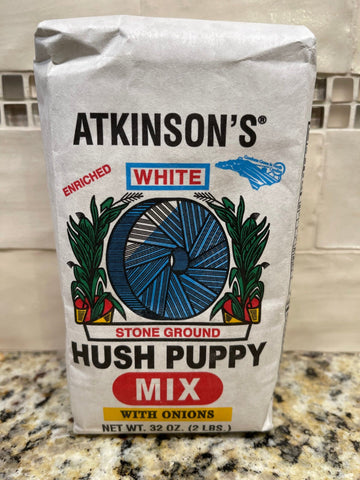 ATKINSON'S®
ENRICHED
WHITE
STONE GROUND
HUSH PUPPY
MIX
WITH ONIONS
NET WT. 32 OZ. (2 LBS.)